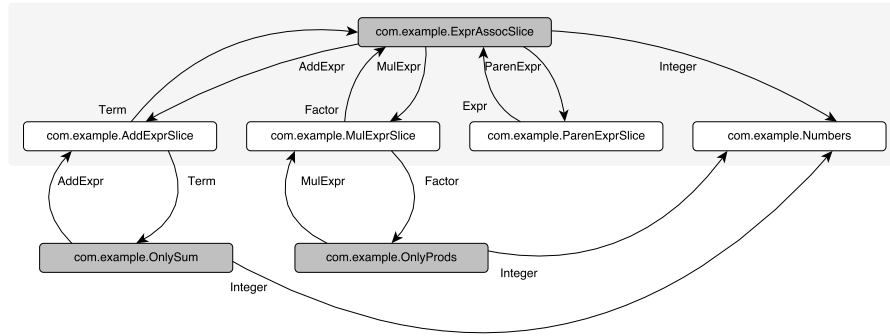 com.example.ExprAssocSlice
AddExpr
MulExpr
ParenExpr
Integer
Term
Factor
Expr
com.example.AddExprSlice
com.example.MulExprSlice
com.example.ParenExprSlice
com.example.Numbers
AddExpr
Term
MulExpr
Factor
com.example.OnlySum
com.example.OnlyProds
Integer
Integer